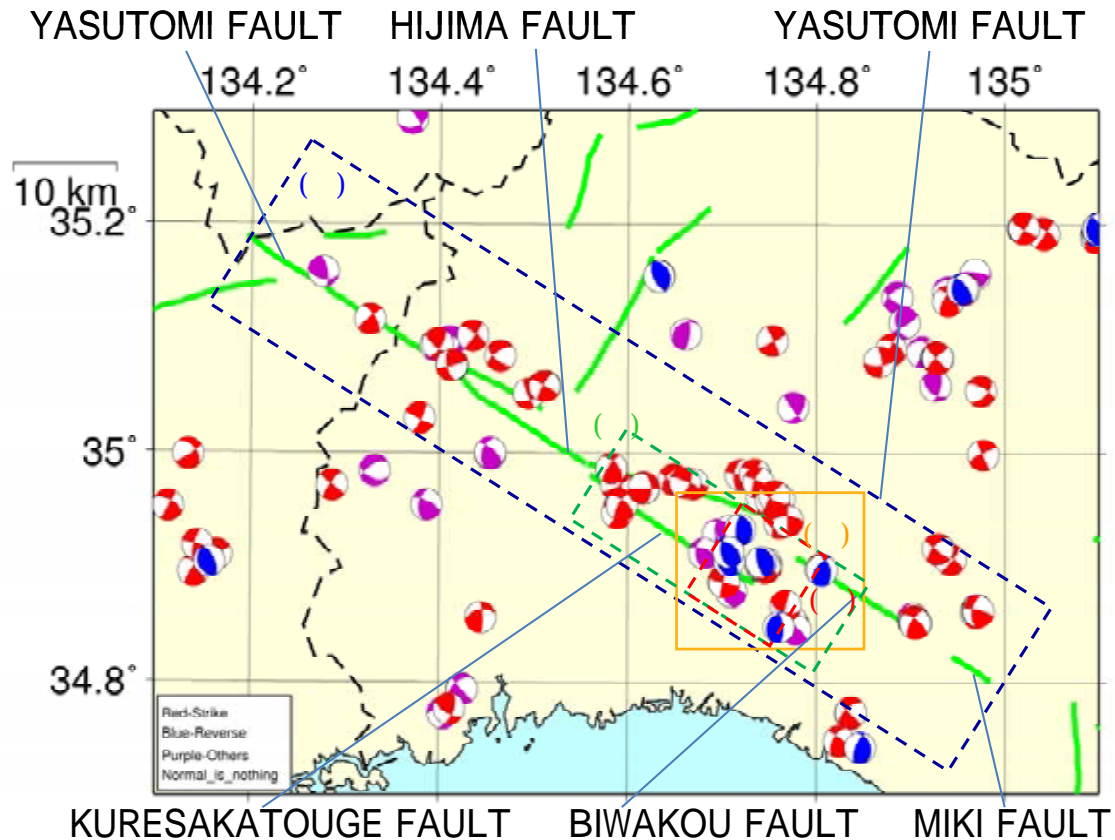 YASUTOMI FAULT HIJIMA FAULT YASUTOMI FAULT
134.2° 134.4° 134.6° 134.8° 135°
10 km
( )
35.2°
( )
35°
( )
( )
34.8°
Red-Strike
Blue-Reverse
Purple-Others
Normal_is_nothing
KURESAKATOUGE FAULT BIWAKOU FAULT MIKI FAULT